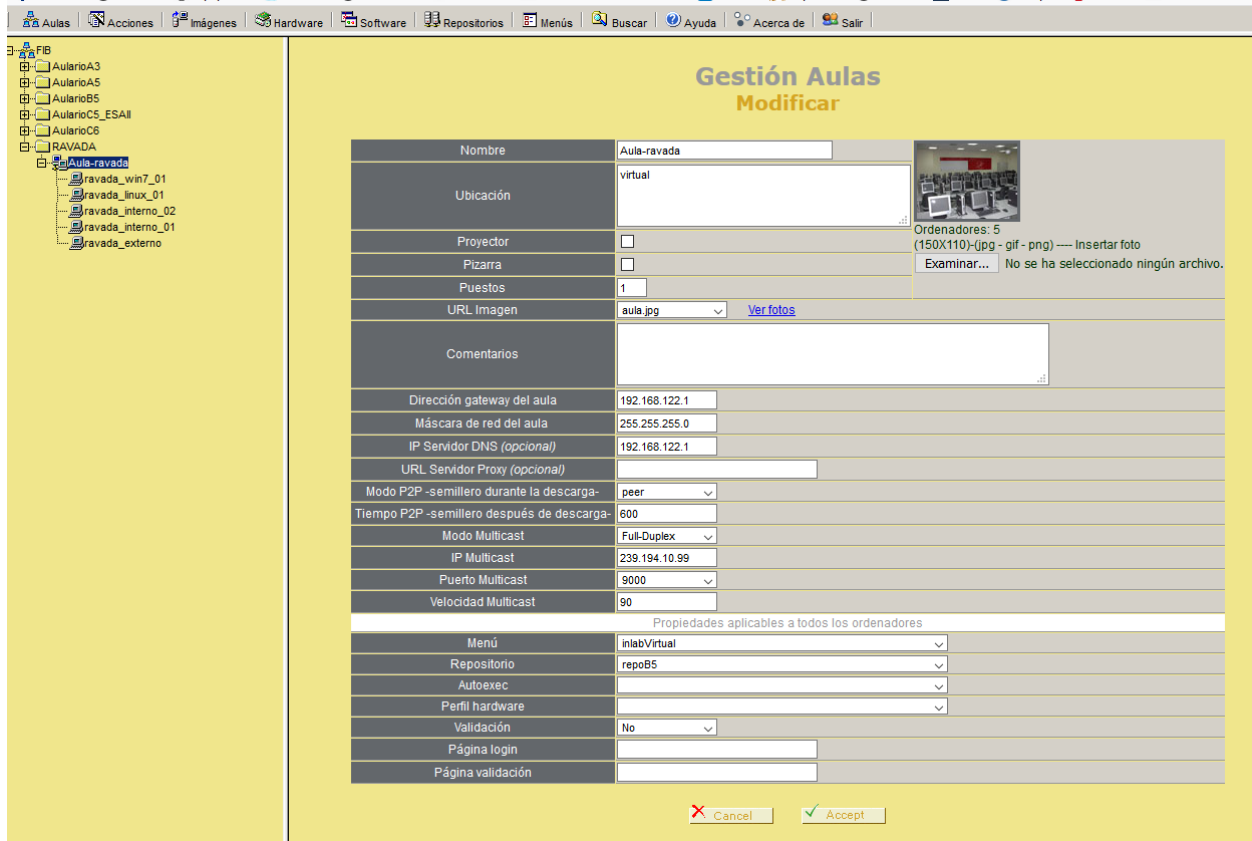 Aulas Acciones Imágenes Hardware Software Repositorios Menús Buscar Ayuda Acerca de Salir
FIB
AularioA3
AularioA5
AularioB5
AularioC5_ESAII
AularioC6
RAVADA
Aula-ravada
ravada_win7_01
ravada_linux_01
ravada_interno_02
ravada_interno_01
ravada_externo
Gestión Aulas
Modificar
Nombre Aula-ravada
Ubicación virtual
Ordenadores: 5
Proyector (150X110)-(jpg - gif - png) ---- Insertar foto
Pizarra Examinar... No se ha seleccionado ningún archivo.
Puestos 1
URL Imagen aula.jpg Ver fotos
Comentarios
Dirección gateway del aula 192.168.122.1
Máscara de red del aula 255.255.255.0
IP Servidor DNS (opcional) 192.168.122.1
URL Servidor Proxy (opcional)
Modo P2P -semillero durante la descarga- peer
Tiempo P2P -semillero después de descarga- 600
Modo Multicast Full-Duplex
IP Multicast 239.194.10.99
Puerto Multicast 9000
Velocidad Multicast 90
Propiedades aplicables a todos los ordenadores
Menú inlabVirtual
Repositorio repoB5
Autoexec
Perfil hardware
Validación No
Página login
Página validación
Cancel Accept